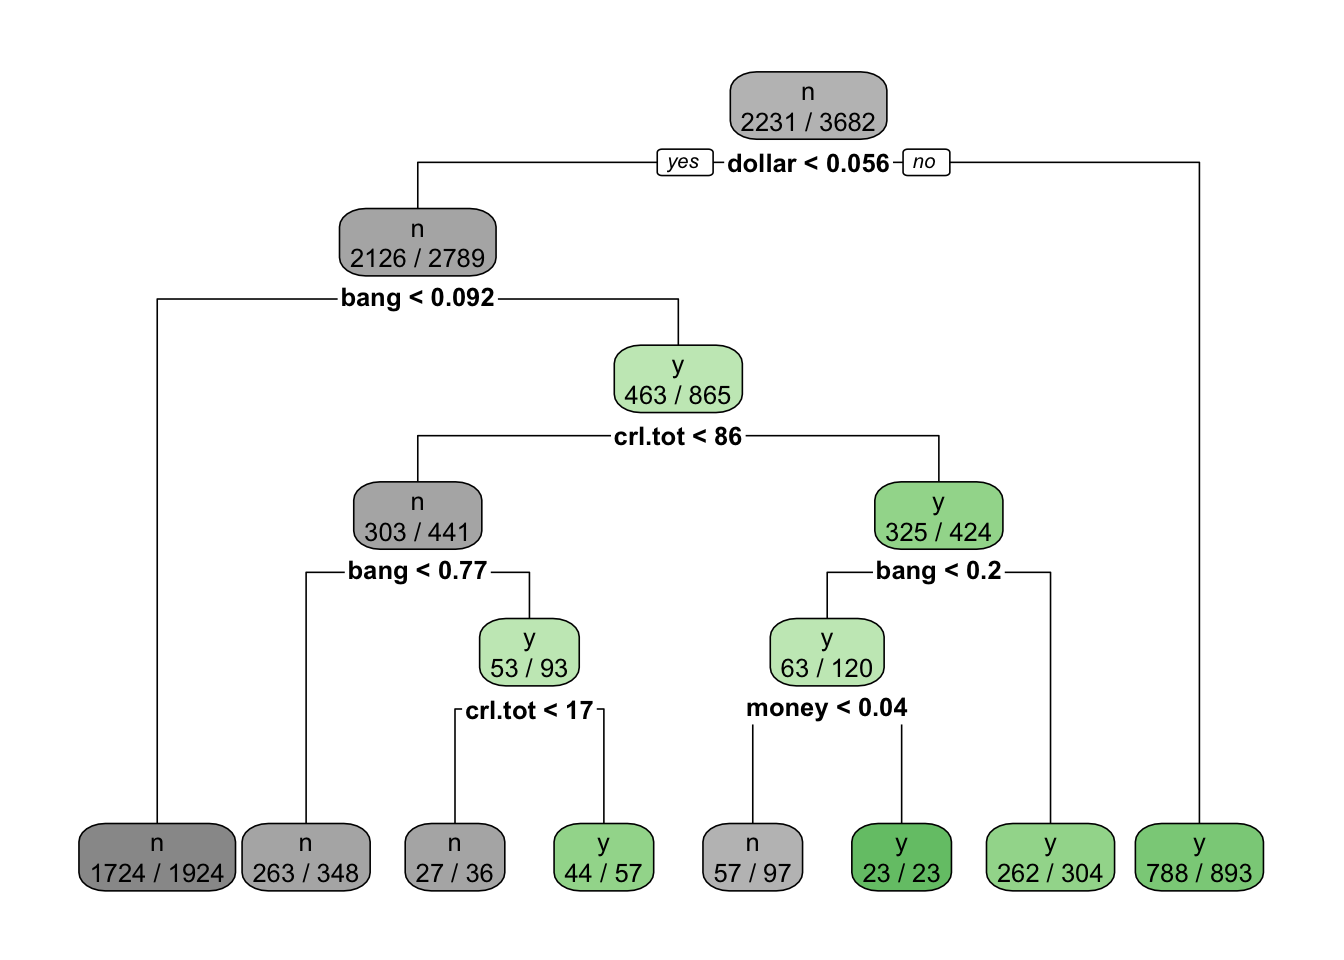 n
2231 / 3682
yes
dollar < 0.056
no
n
2126 / 2789
bang < 0.092
y
463 / 865
crl.tot < 86
n
303 / 441
y
325 / 424
bang < 0.77
bang < 0.2
y
53 / 93
y
63 / 120
crl.tot < 17
money < 0.04
n
1724 / 1924
n
263 / 348
n
27 / 36
y
44 / 57
n
57 / 97
y
23 / 23
y
262 / 304
y
788 / 893